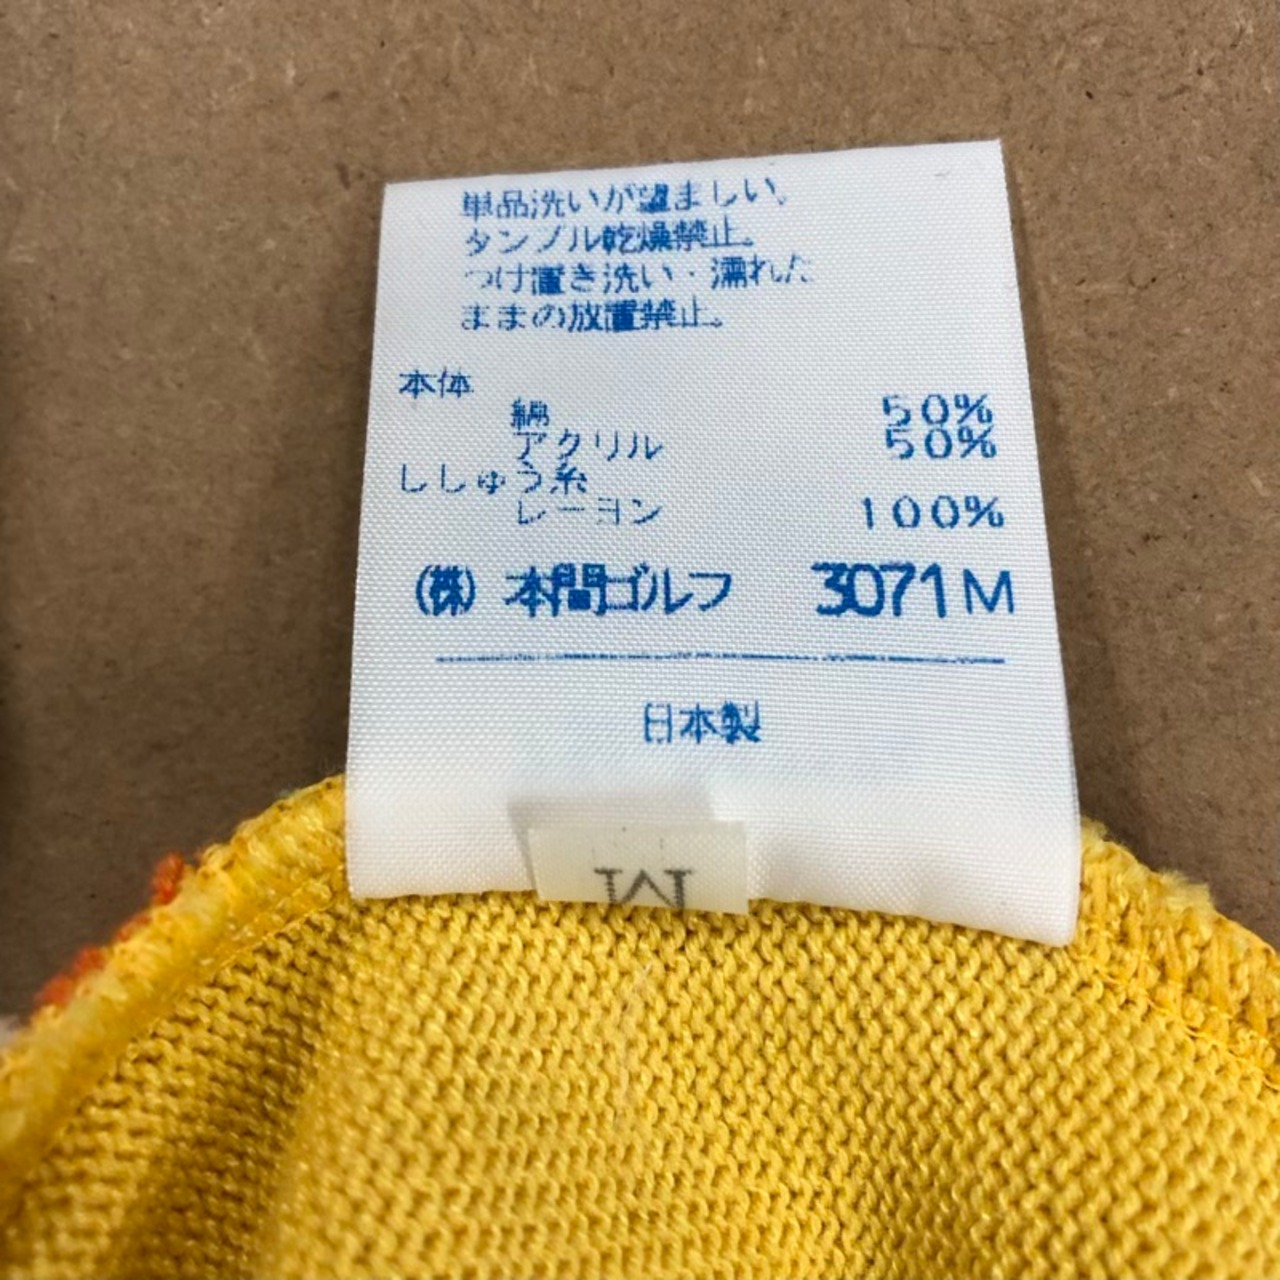 単品洗いが望ましい。
タンブル乾燥禁止。
つけ置き洗い・濡れた
ままの放置禁止。
本体
綿 50%
アクリル 50%
ししゅう糸
レーヨン 100%
(株) 本間ゴルフ 3071M
日本製
M